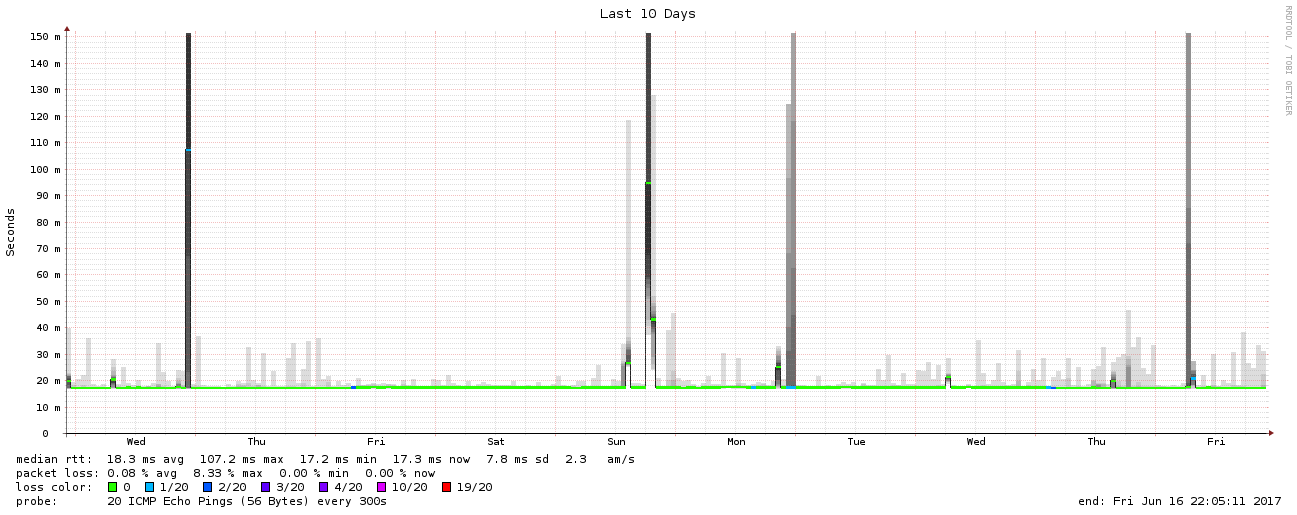 Last 10 Days
RRDTOOL / TOBI OETIKER
Seconds
150 m
140 m
130 m
120 m
110 m
100 m
90 m
80 m
70 m
60 m
50 m
40 m
30 m
20 m
10 m
0
Wed Thu Fri Sat Sun Mon Tue Wed Thu Fri
median rtt: 18.3 ms avg 107.2 ms max 17.2 ms min 17.3 ms now 7.8 ms sd 2.3 am/s
packet loss: 0.08 % avg 8.33 % max 0.00 % min 0.00 % now
loss color: 0 1/20 2/20 3/20 4/20 10/20 19/20
probe: 20 ICMP Echo Pings (56 Bytes) every 300s end: Fri Jun 16 22:05:11 2017